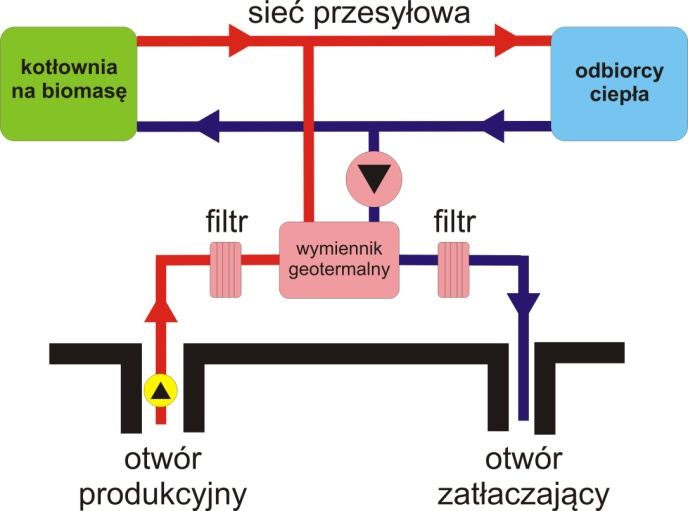 sieć przesyłowa
kotłownia
na biomasę
odbiorcy
ciepła
filtr
filtr
wymiennik
geotermalny
otwór
produkcyjny
otwór
zatłaczający